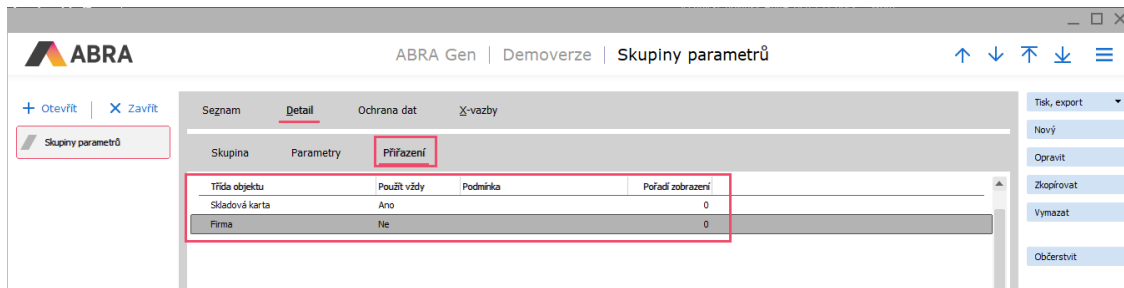 ABRA
ABRA Gen | Demoverze | Skupiny parametrů
+ Otevřít | X Zavřít
Skupiny parametrů
Seznam Detail Ochrana dat X-vazby
Skupina Parametry Přiřazení
Třída objektu Použít vždy Podmínka Pořadí zobrazení
Skladová karta Ano 0
Firma Ne 0
Tisk, export
Nový
Opravit
Zkopírovat
Vymazat
Občerstvit